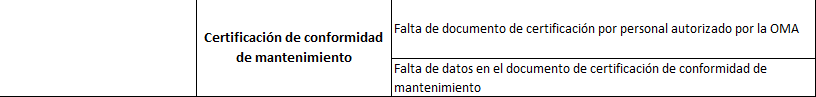 Certificación de conformidad
de mantenimiento
Falta de documento de certificación por personal autorizado por la OMA
Falta de datos en el documento de certificación de conformidad de
mantenimiento